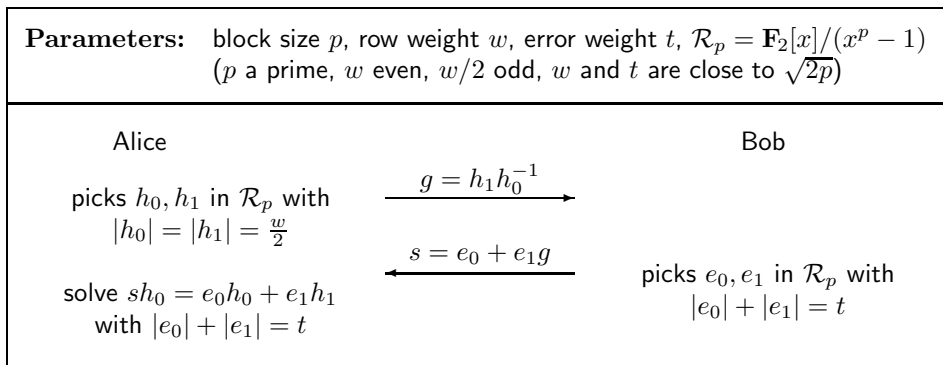 Parameters: block size p, row weight w, error weight t, R_p = F_2[x]/(x^p − 1)
(p a prime, w even, w/2 odd, w and t are close to √2p)
Alice
Bob
picks h_0, h_1 in R_p with
|h_0| = |h_1| = w/2
g = h_1h_0^{−1}
s = e_0 + e_1g
picks e_0, e_1 in R_p with
|e_0| + |e_1| = t
solve sh_0 = e_0h_0 + e_1h_1
with |e_0| + |e_1| = t